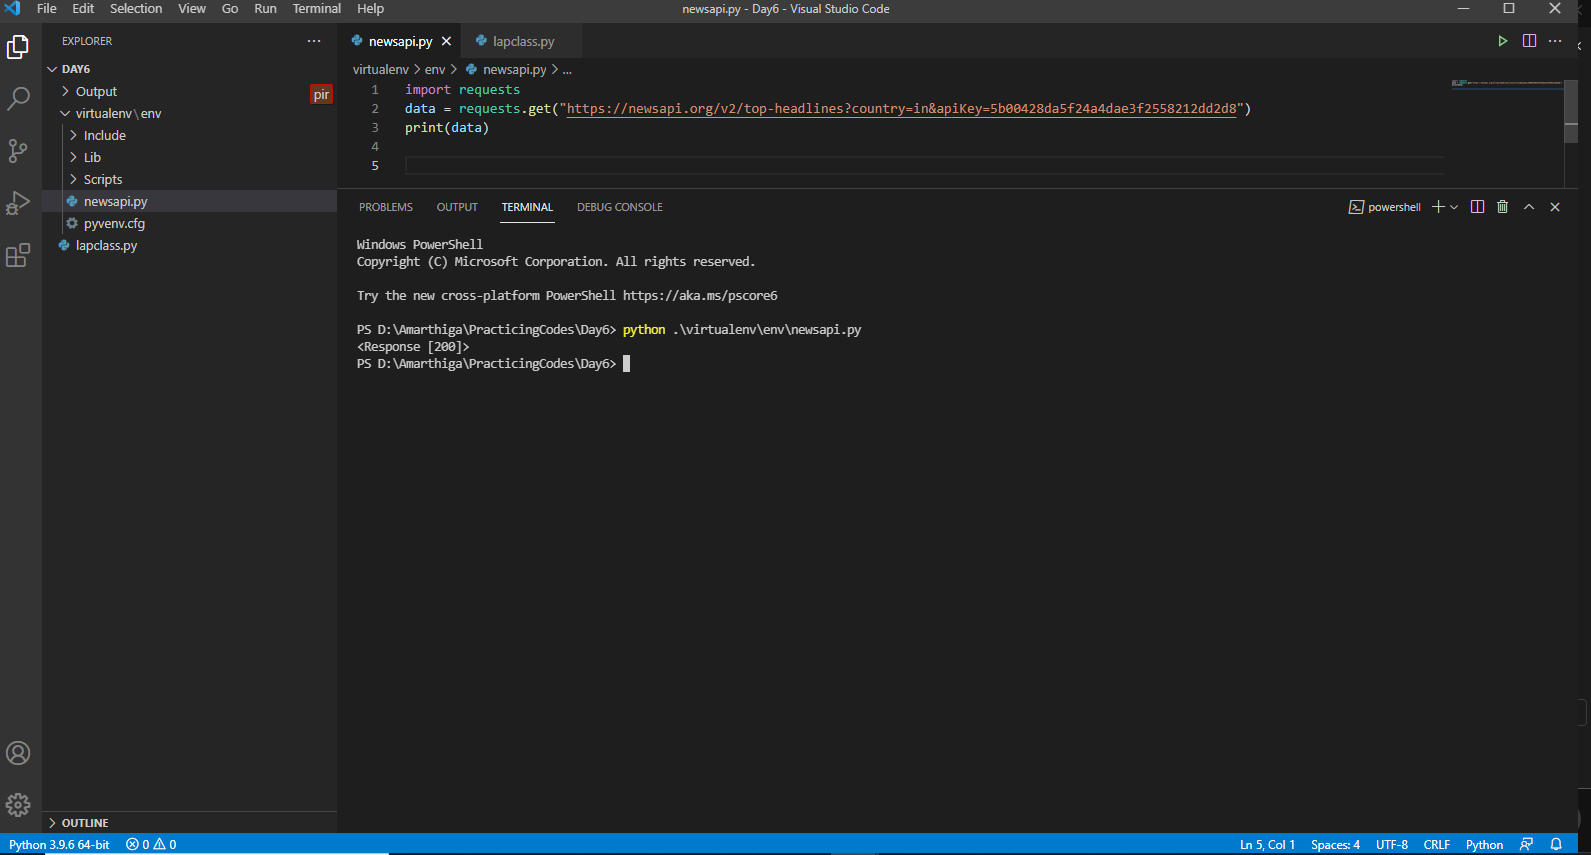 File Edit Selection View Go Run Terminal Help newsapi.py - Day6 - Visual Studio Code
EXPLORER ···
newsapi.py lapclass.py
DAY6
virtualenv > env > newsapi.py > ...
Output pir
virtualenv\env
Include
Lib
Scripts
newsapi.py
pyvenv.cfg
lapclass.py
1 import requests
2 data = requests.get("https://newsapi.org/v2/top-headlines?country=in&apiKey=5b00428da5f24a4dae3f2558212dd2d8")
3 print(data)
4
5
PROBLEMS OUTPUT TERMINAL DEBUG CONSOLE powershell
Windows PowerShell
Copyright (C) Microsoft Corporation. All rights reserved.
Try the new cross-platform PowerShell https://aka.ms/pscore6
PS D:\Amarthiga\PracticingCodes\Day6> python .\virtualenv\env\newsapi.py
<Response [200]>
PS D:\Amarthiga\PracticingCodes\Day6>
OUTLINE
Python 3.9.6 64-bit 0 0 Ln 5, Col 1 Spaces: 4 UTF-8 CRLF Python